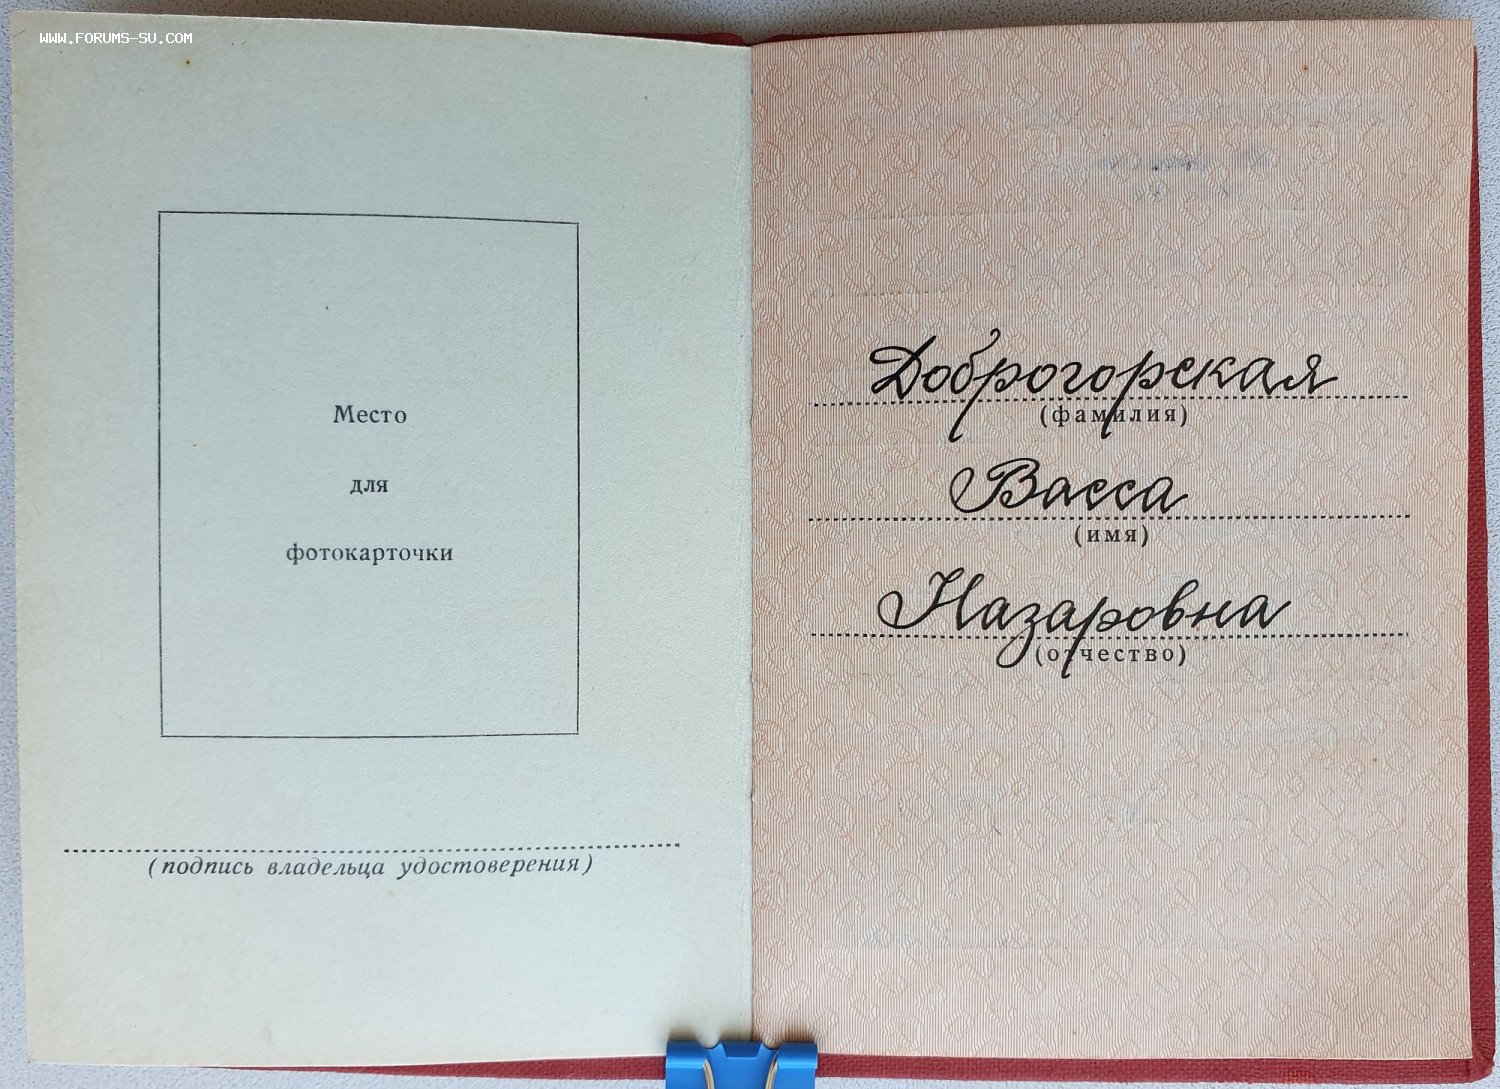 WWW.FORUMS-SU.COM
Место
для
фотокарточки
(подпись владельца удостоверения)
Доброгорская
(фамилия)
Васса
(имя)
Назаровна
(отчество)